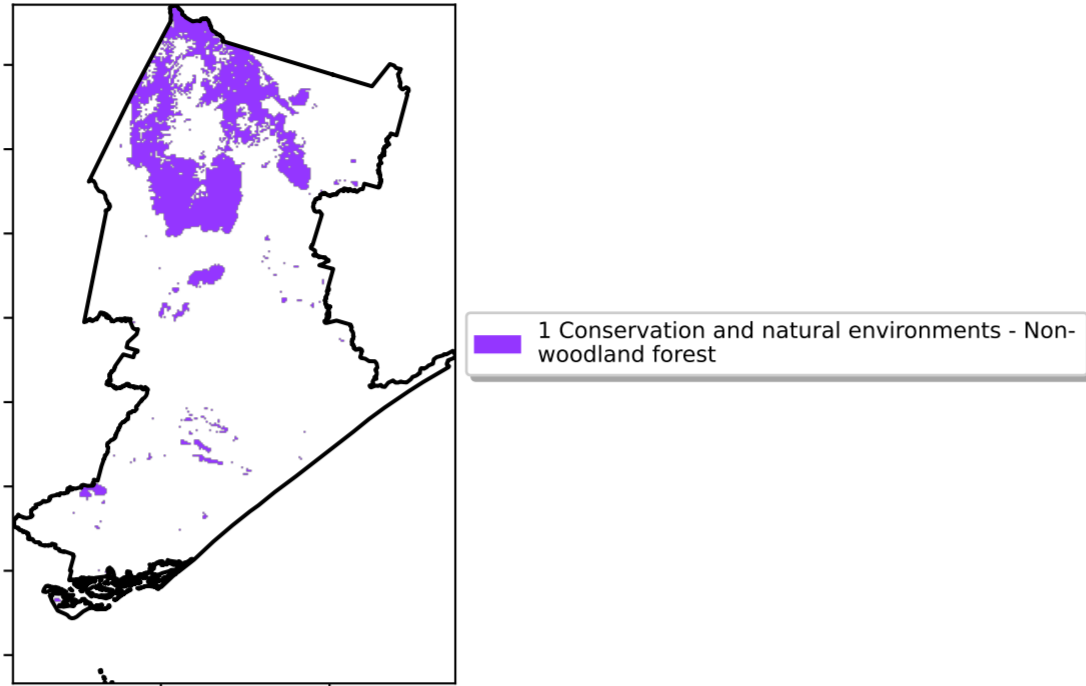 1 Conservation and natural environments - Non-
woodland forest